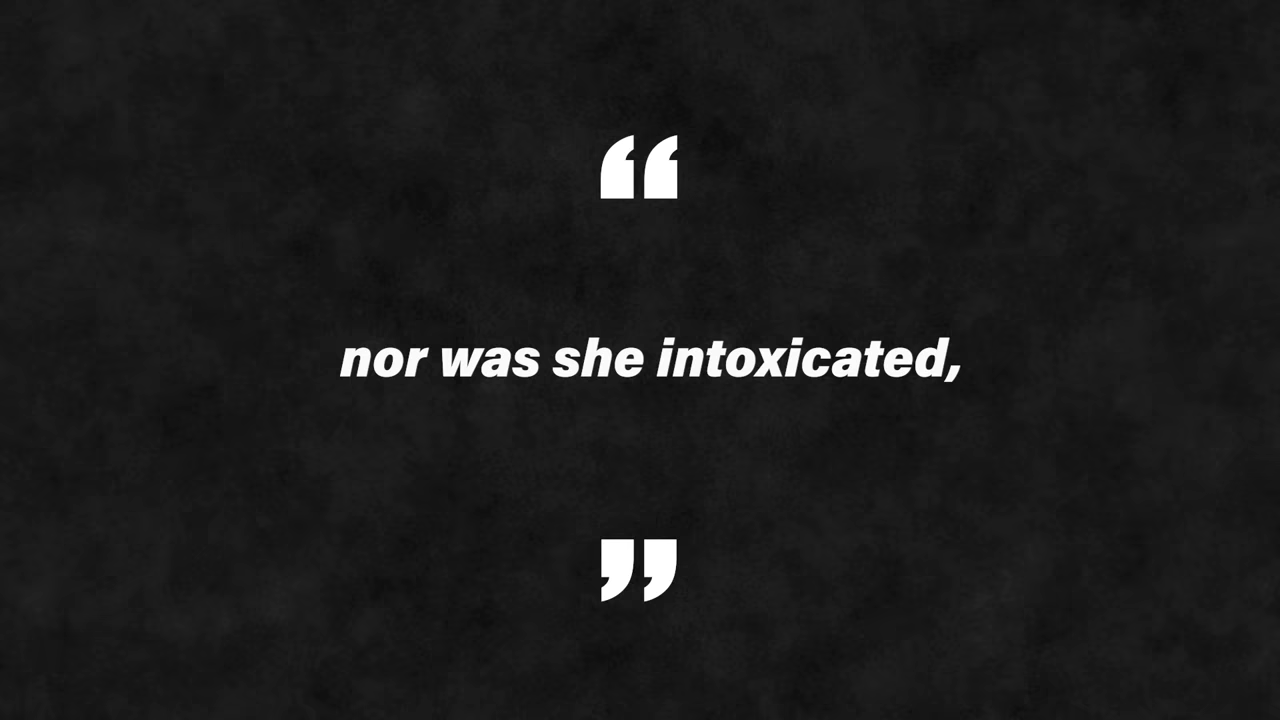 “
nor was she intoxicated,
”